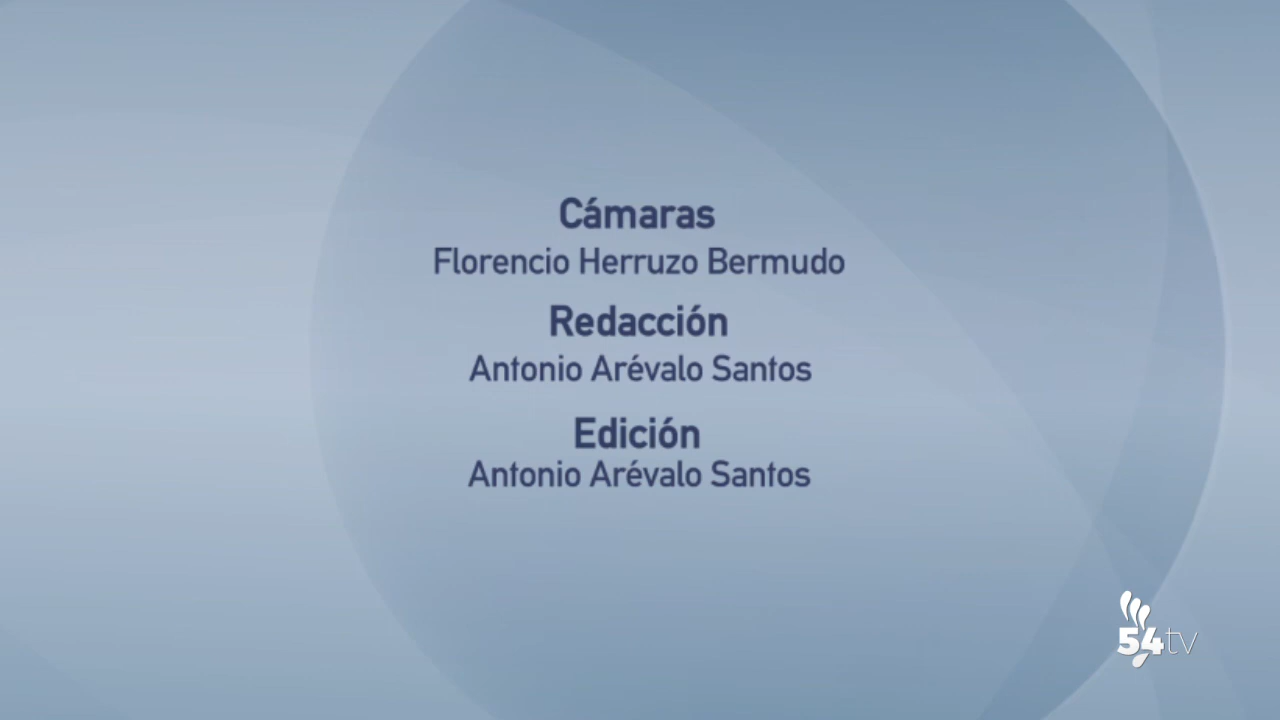 Cámaras
Florencio Herruzo Bermudo
Redacción
Antonio Arévalo Santos
Edición
Antonio Arévalo Santos
54tv